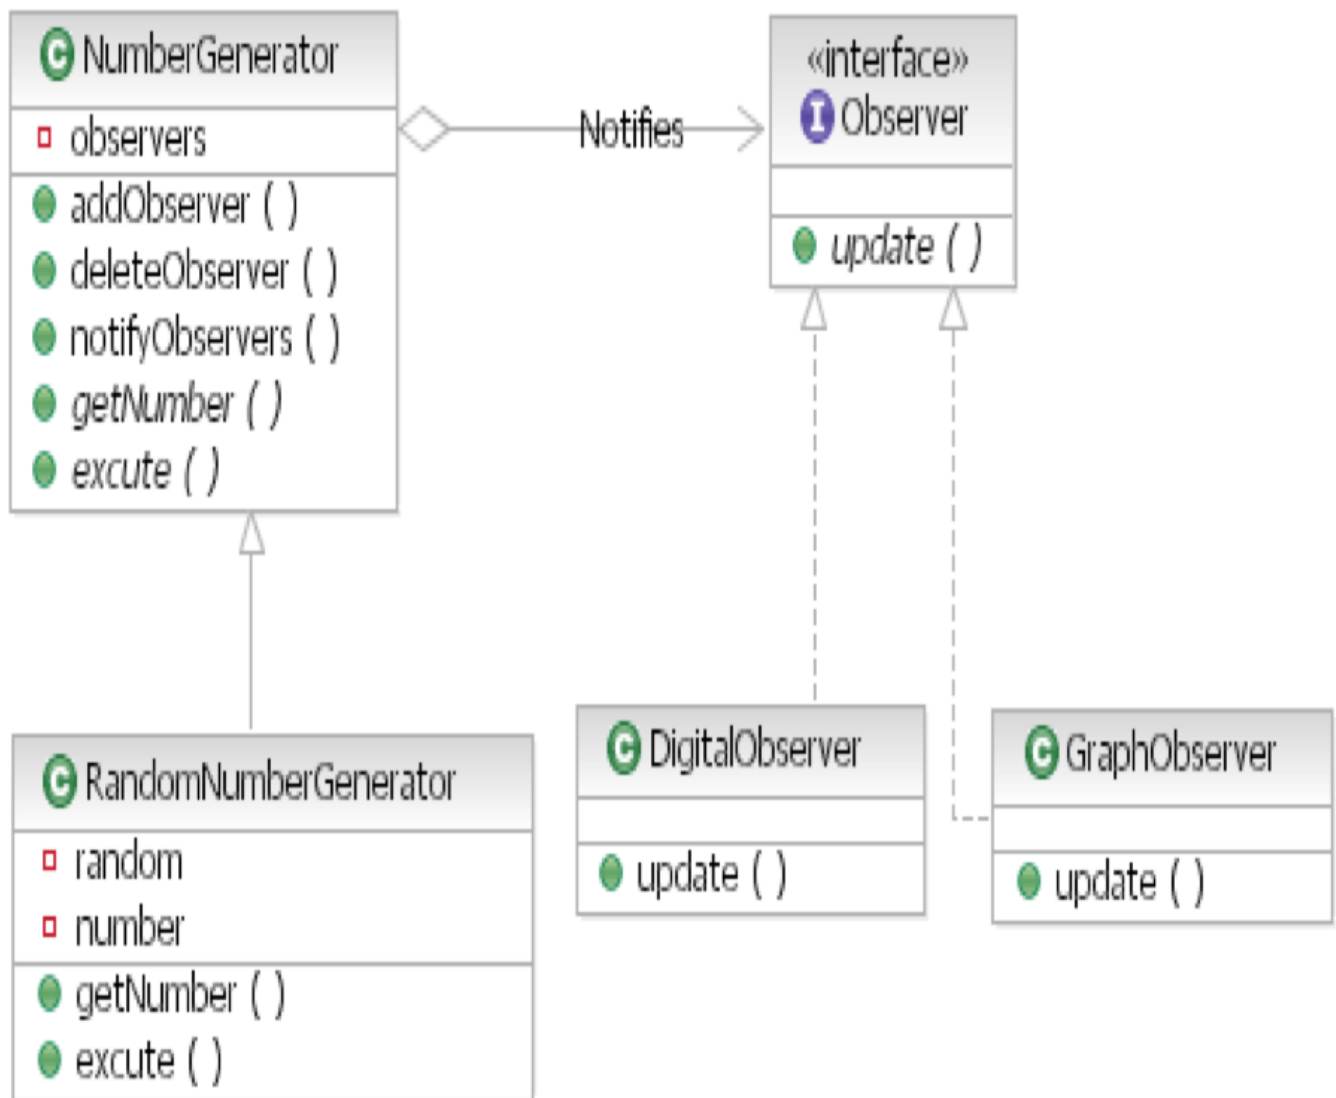 NumberGenerator
observers
addObserver ( )
deleteObserver ( )
notifyObservers ( )
getNumber ( )
excute ( )
Notifies
«interface»
Observer
update ( )
RandomNumberGenerator
random
number
getNumber ( )
excute ( )
DigitalObserver
update ( )
GraphObserver
update ( )